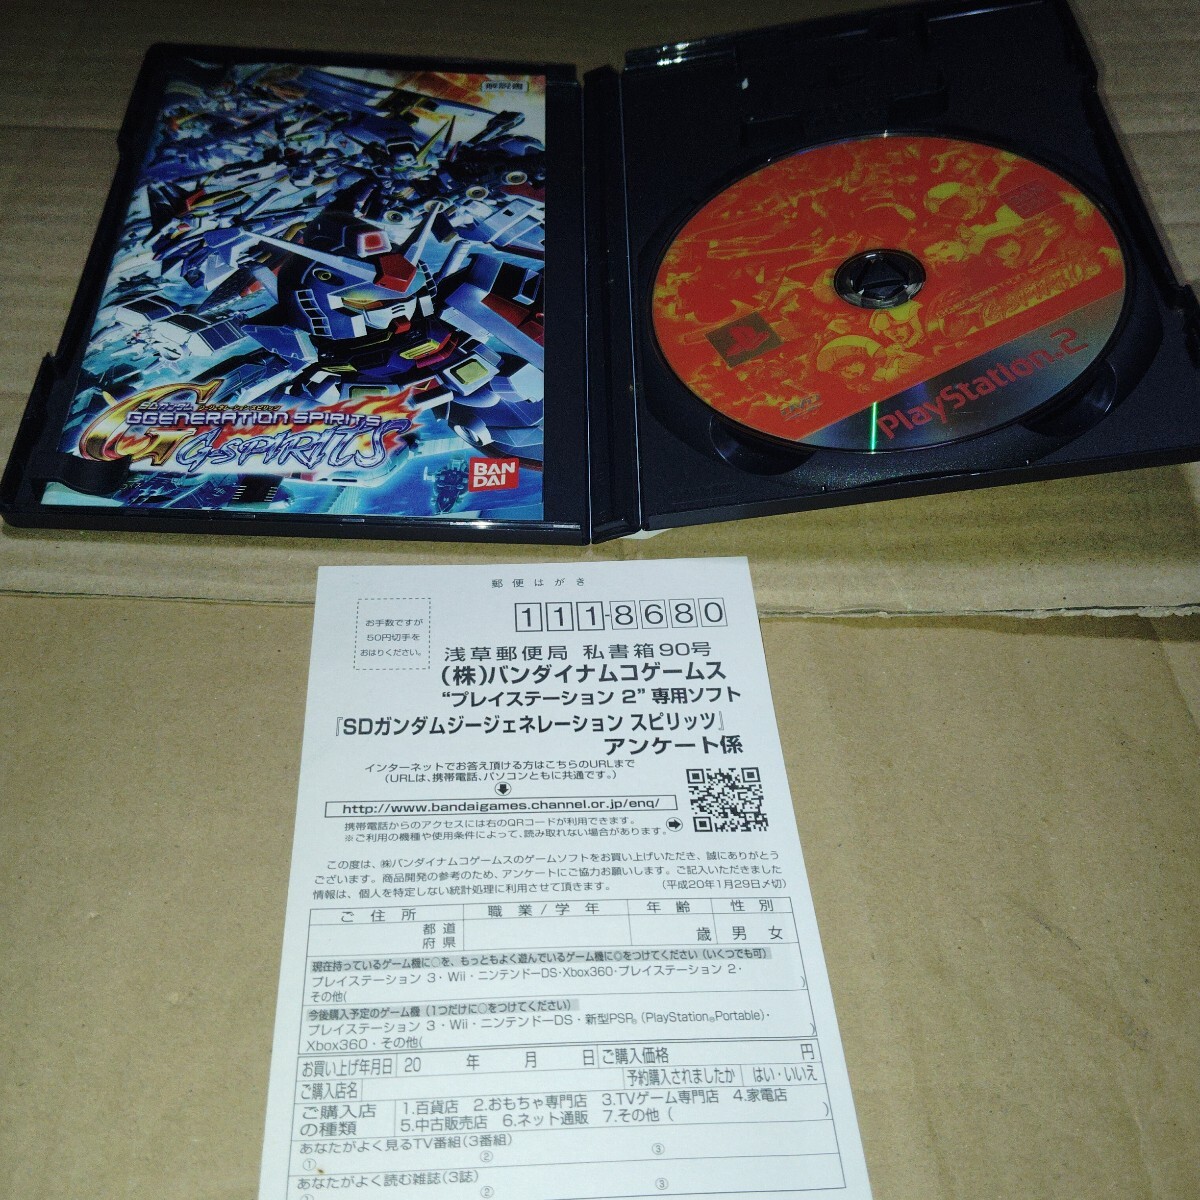 解説書
SDガンダム ジージェネレーション スピリッツ
GGENERATION SPIRITS
G-SPIRITS
BAN
DAI
GGENERATION SPIRITS
G-SPIRITS
PlayStation.2
郵便はがき
お手数ですが
50円切手を
おはりください。
111-8680
浅草郵便局 私書箱90号
(株)バンダイナムコゲームス
“プレイステーション 2” 専用ソフト
『SDガンダムジージェネレーション スピリッツ』
アンケート係
インターネットでお答え頂ける方はこちらのURLまで
(URLは、携帯電話、パソコンともに共通です。)
http://www.bandaigames.channel.or.jp/enq/
携帯電話からのアクセスには右のQRコードが利用できます。
※ご利用の機種や使用条件によって、読み取れない場合があります。
この度は、㈱バンダイナムコゲームスのゲームソフトをお買い上げいただき、誠にありがとう
ございます。商品開発の参考のため、アンケートにご協力お願いします。ご記入いただきました
情報は、個人を特定しない統計処理に利用させて頂きます。 (平成20年1月29日〆切)
ご住所 職業/学年 年齢 性別
都道
府県 歳 男 女
現在持っているゲーム機に○を、もっともよく遊んでいるゲーム機に◎をつけてください (いくつでも可)
プレイステーション 3・Wii・ニンテンドーDS・Xbox360・プレイステーション 2・
その他( )
今後購入予定のゲーム機 (1つだけに○をつけてください)
プレイステーション 3・Wii・ニンテンドーDS・新型PSP® (PlayStation®Portable)・
Xbox360・その他( )
お買い上げ年月日 20 年 月 日 ご購入価格 円
ご購入店名 予約購入されましたか はい・いいえ
ご購入店の種類 1.百貨店 2.おもちゃ専門店 3.TVゲーム専門店 4.家電店
5.中古販売店 6.ネット通販 7.その他 ( )
あなたがよく見るTV番組(3番組)
① ② ③
あなたがよく読む雑誌(3誌)
① ② ③